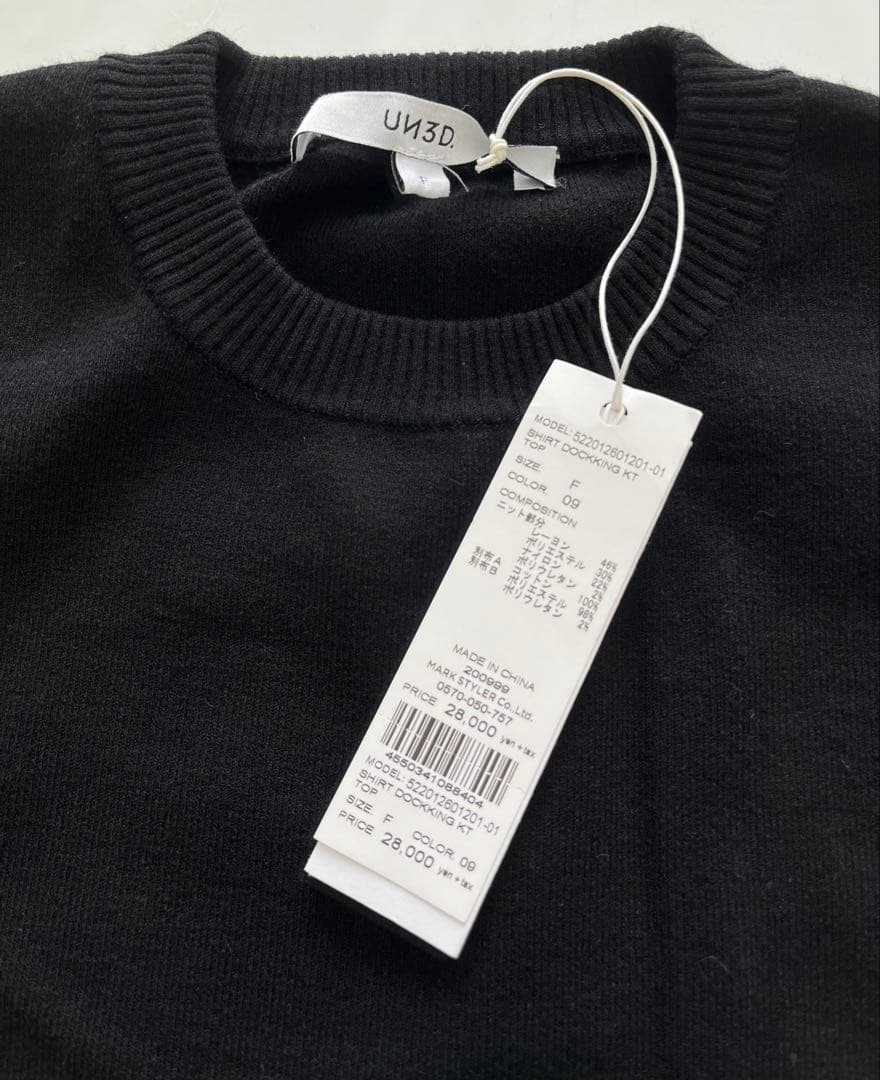 UN3D.
MODEL: 522012601201-01
SHIRT DOCKKING KT
TOP
SIZE. F
COLOR. 09
COMPOSITION
ニット部分
レーヨン 46%
ポリエステル 30%
ナイロン 22%
ポリウレタン 2%
別布A コットン 100%
別布B ポリエステル 98%
ポリウレタン 2%
MADE IN CHINA
200999
MARK STYLER Co.,Ltd.
0570-050-757
PRICE 28,000 yen + tax
4550341088404
MODEL: 522012601201-01
SHIRT DOCKKING KT
TOP
SIZE. F COLOR. 09
PRICE 28,000 yen + tax